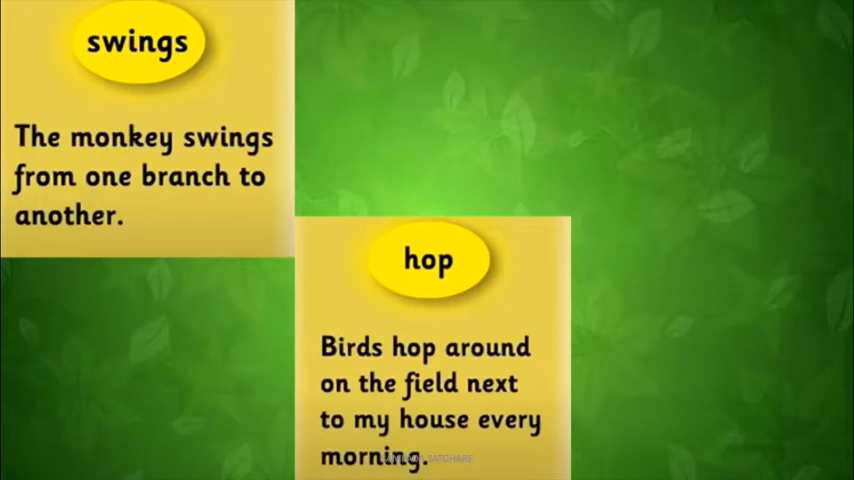 swings
The monkey swings
from one branch to
another.
hop
Birds hop around
on the field next
to my house every
morning.
SATGHARE